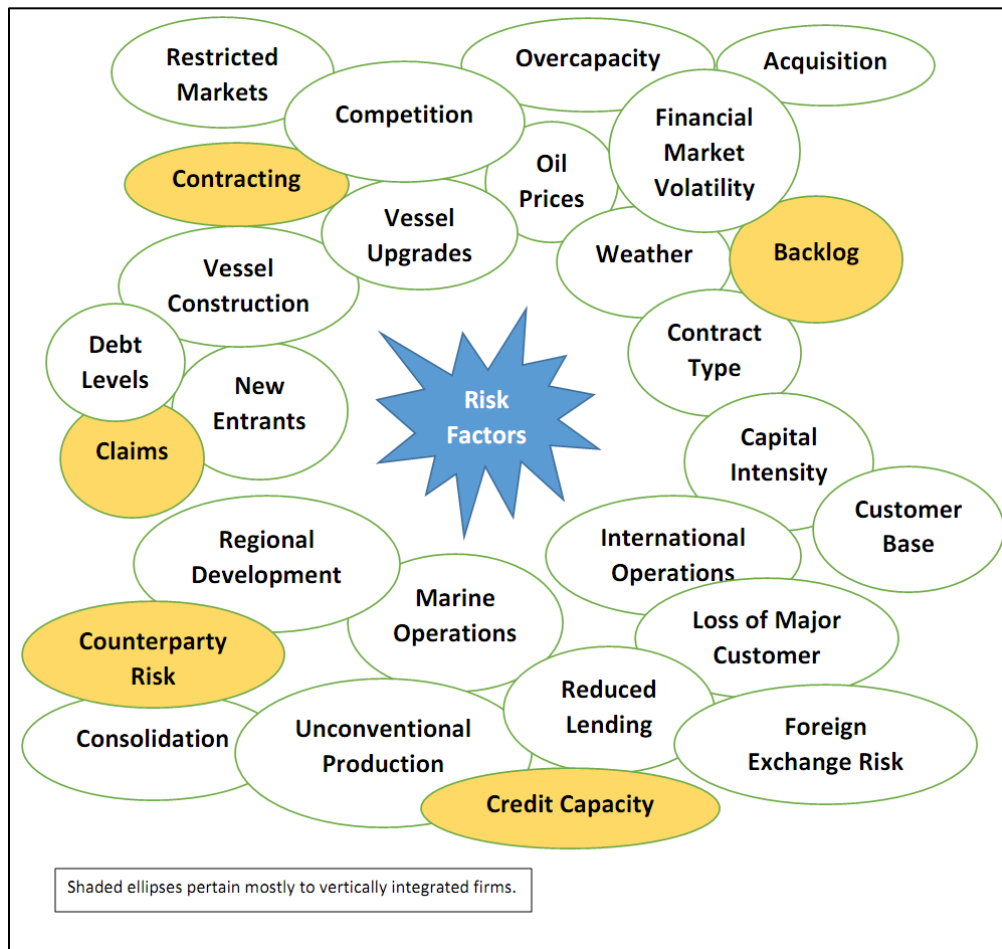 Restricted
Markets
Overcapacity
Acquisition
Competition
Financial
Market
Volatility
Oil
Prices
Contracting
Vessel
Upgrades
Weather
Backlog
Vessel
Construction
Debt
Levels
Contract
Type
New
Entrants
Risk
Factors
Claims
Capital
Intensity
Customer
Base
Regional
Development
International
Operations
Marine
Operations
Counterparty
Risk
Loss of Major
Customer
Reduced
Lending
Consolidation
Unconventional
Production
Foreign
Exchange Risk
Credit Capacity
Shaded ellipses pertain mostly to vertically integrated firms.